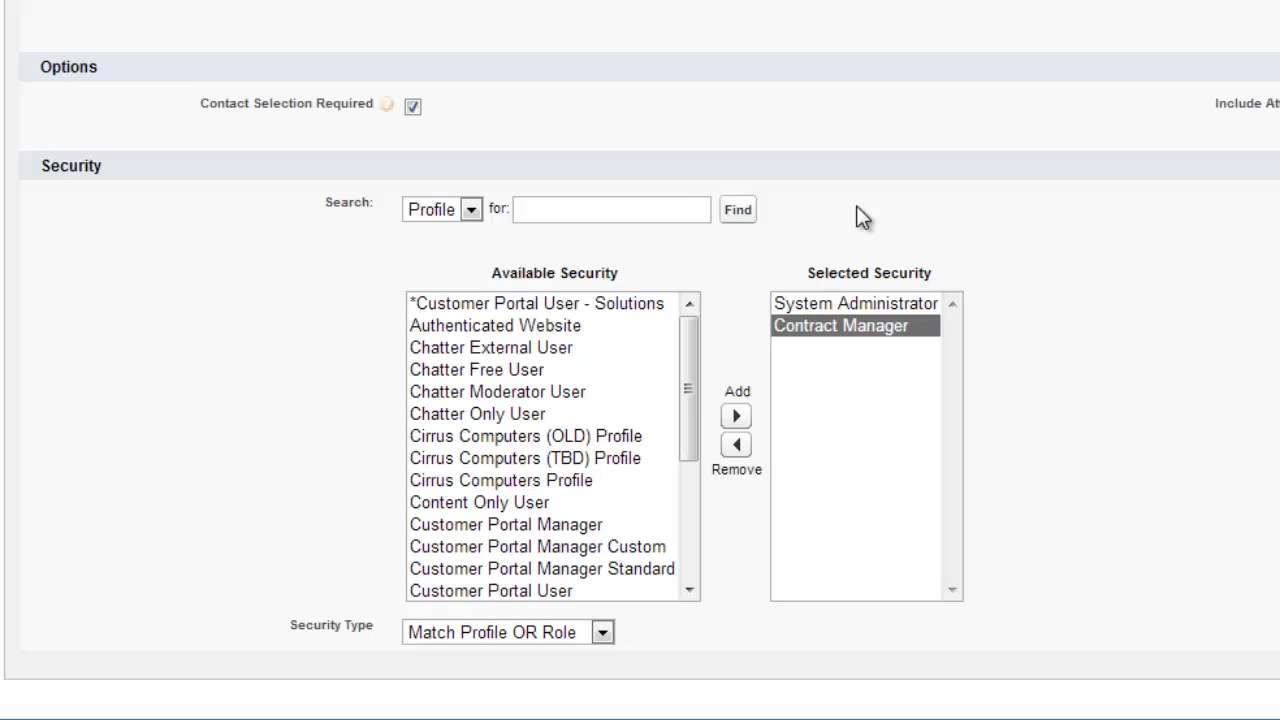 Options
Contact Selection Required ? Include At
Security
Search: Profile for: Find
Available Security
*Customer Portal User - Solutions
Authenticated Website
Chatter External User
Chatter Free User
Chatter Moderator User
Chatter Only User
Cirrus Computers (OLD) Profile
Cirrus Computers (TBD) Profile
Cirrus Computers Profile
Content Only User
Customer Portal Manager
Customer Portal Manager Custom
Customer Portal Manager Standard
Customer Portal User
Add
Remove
Selected Security
System Administrator
Contract Manager
Security Type Match Profile OR Role